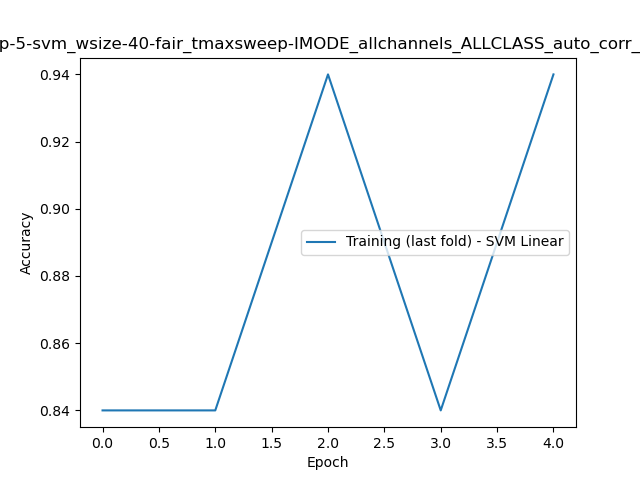 p-5-svm_wsize-40-fair_tmaxsweep-IMODE_allchannels_ALLCLASS_auto_corr_
0.94
0.92
0.90
0.88
0.86
0.84
Accuracy
Training (last fold) - SVM Linear
0.0 0.5 1.0 1.5 2.0 2.5 3.0 3.5 4.0
Epoch